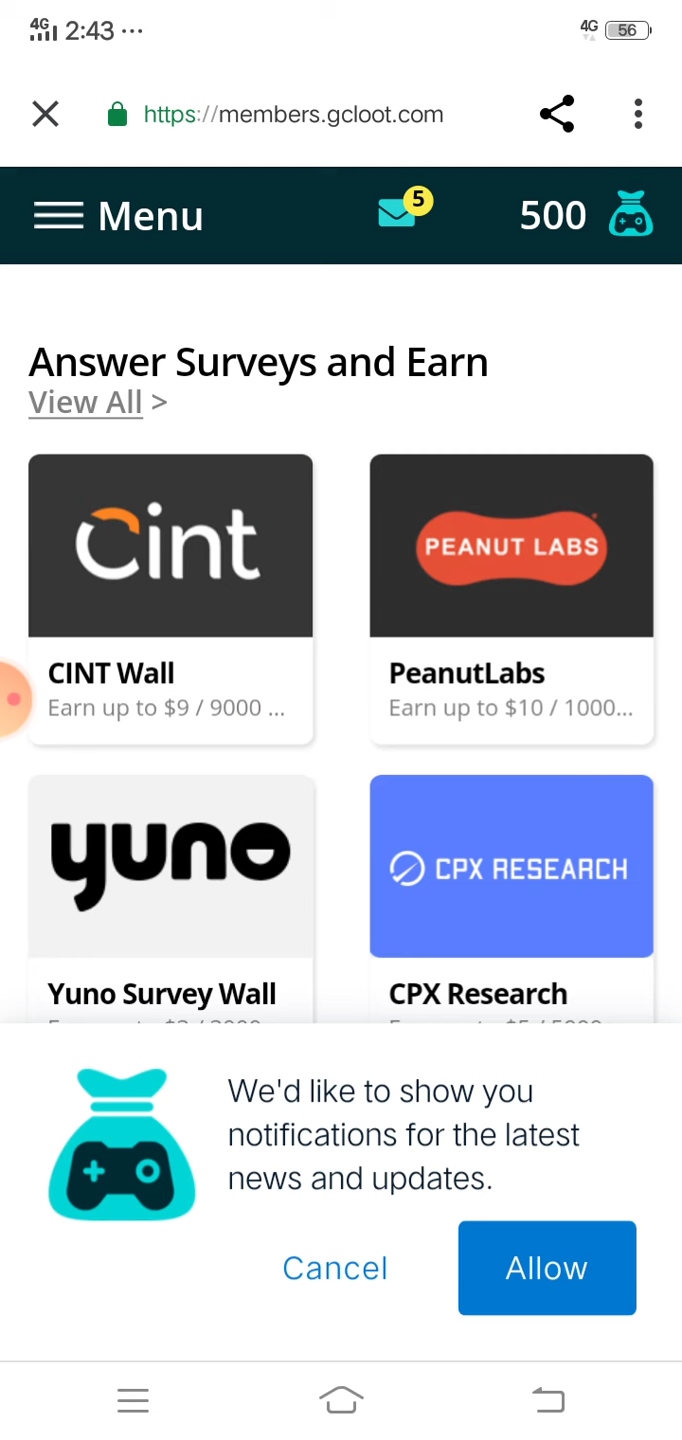 4G 2:43 ... 4G 56
https://members.gcloot.com
Menu 5 500
Answer Surveys and Earn
View All >
Cint
PEANUT LABS
CINT Wall
Earn up to $9 / 9000 ...
PeanutLabs
Earn up to $10 / 1000...
yuno
CPX RESEARCH
Yuno Survey Wall
CPX Research
We'd like to show you
notifications for the latest
news and updates.
Cancel
Allow